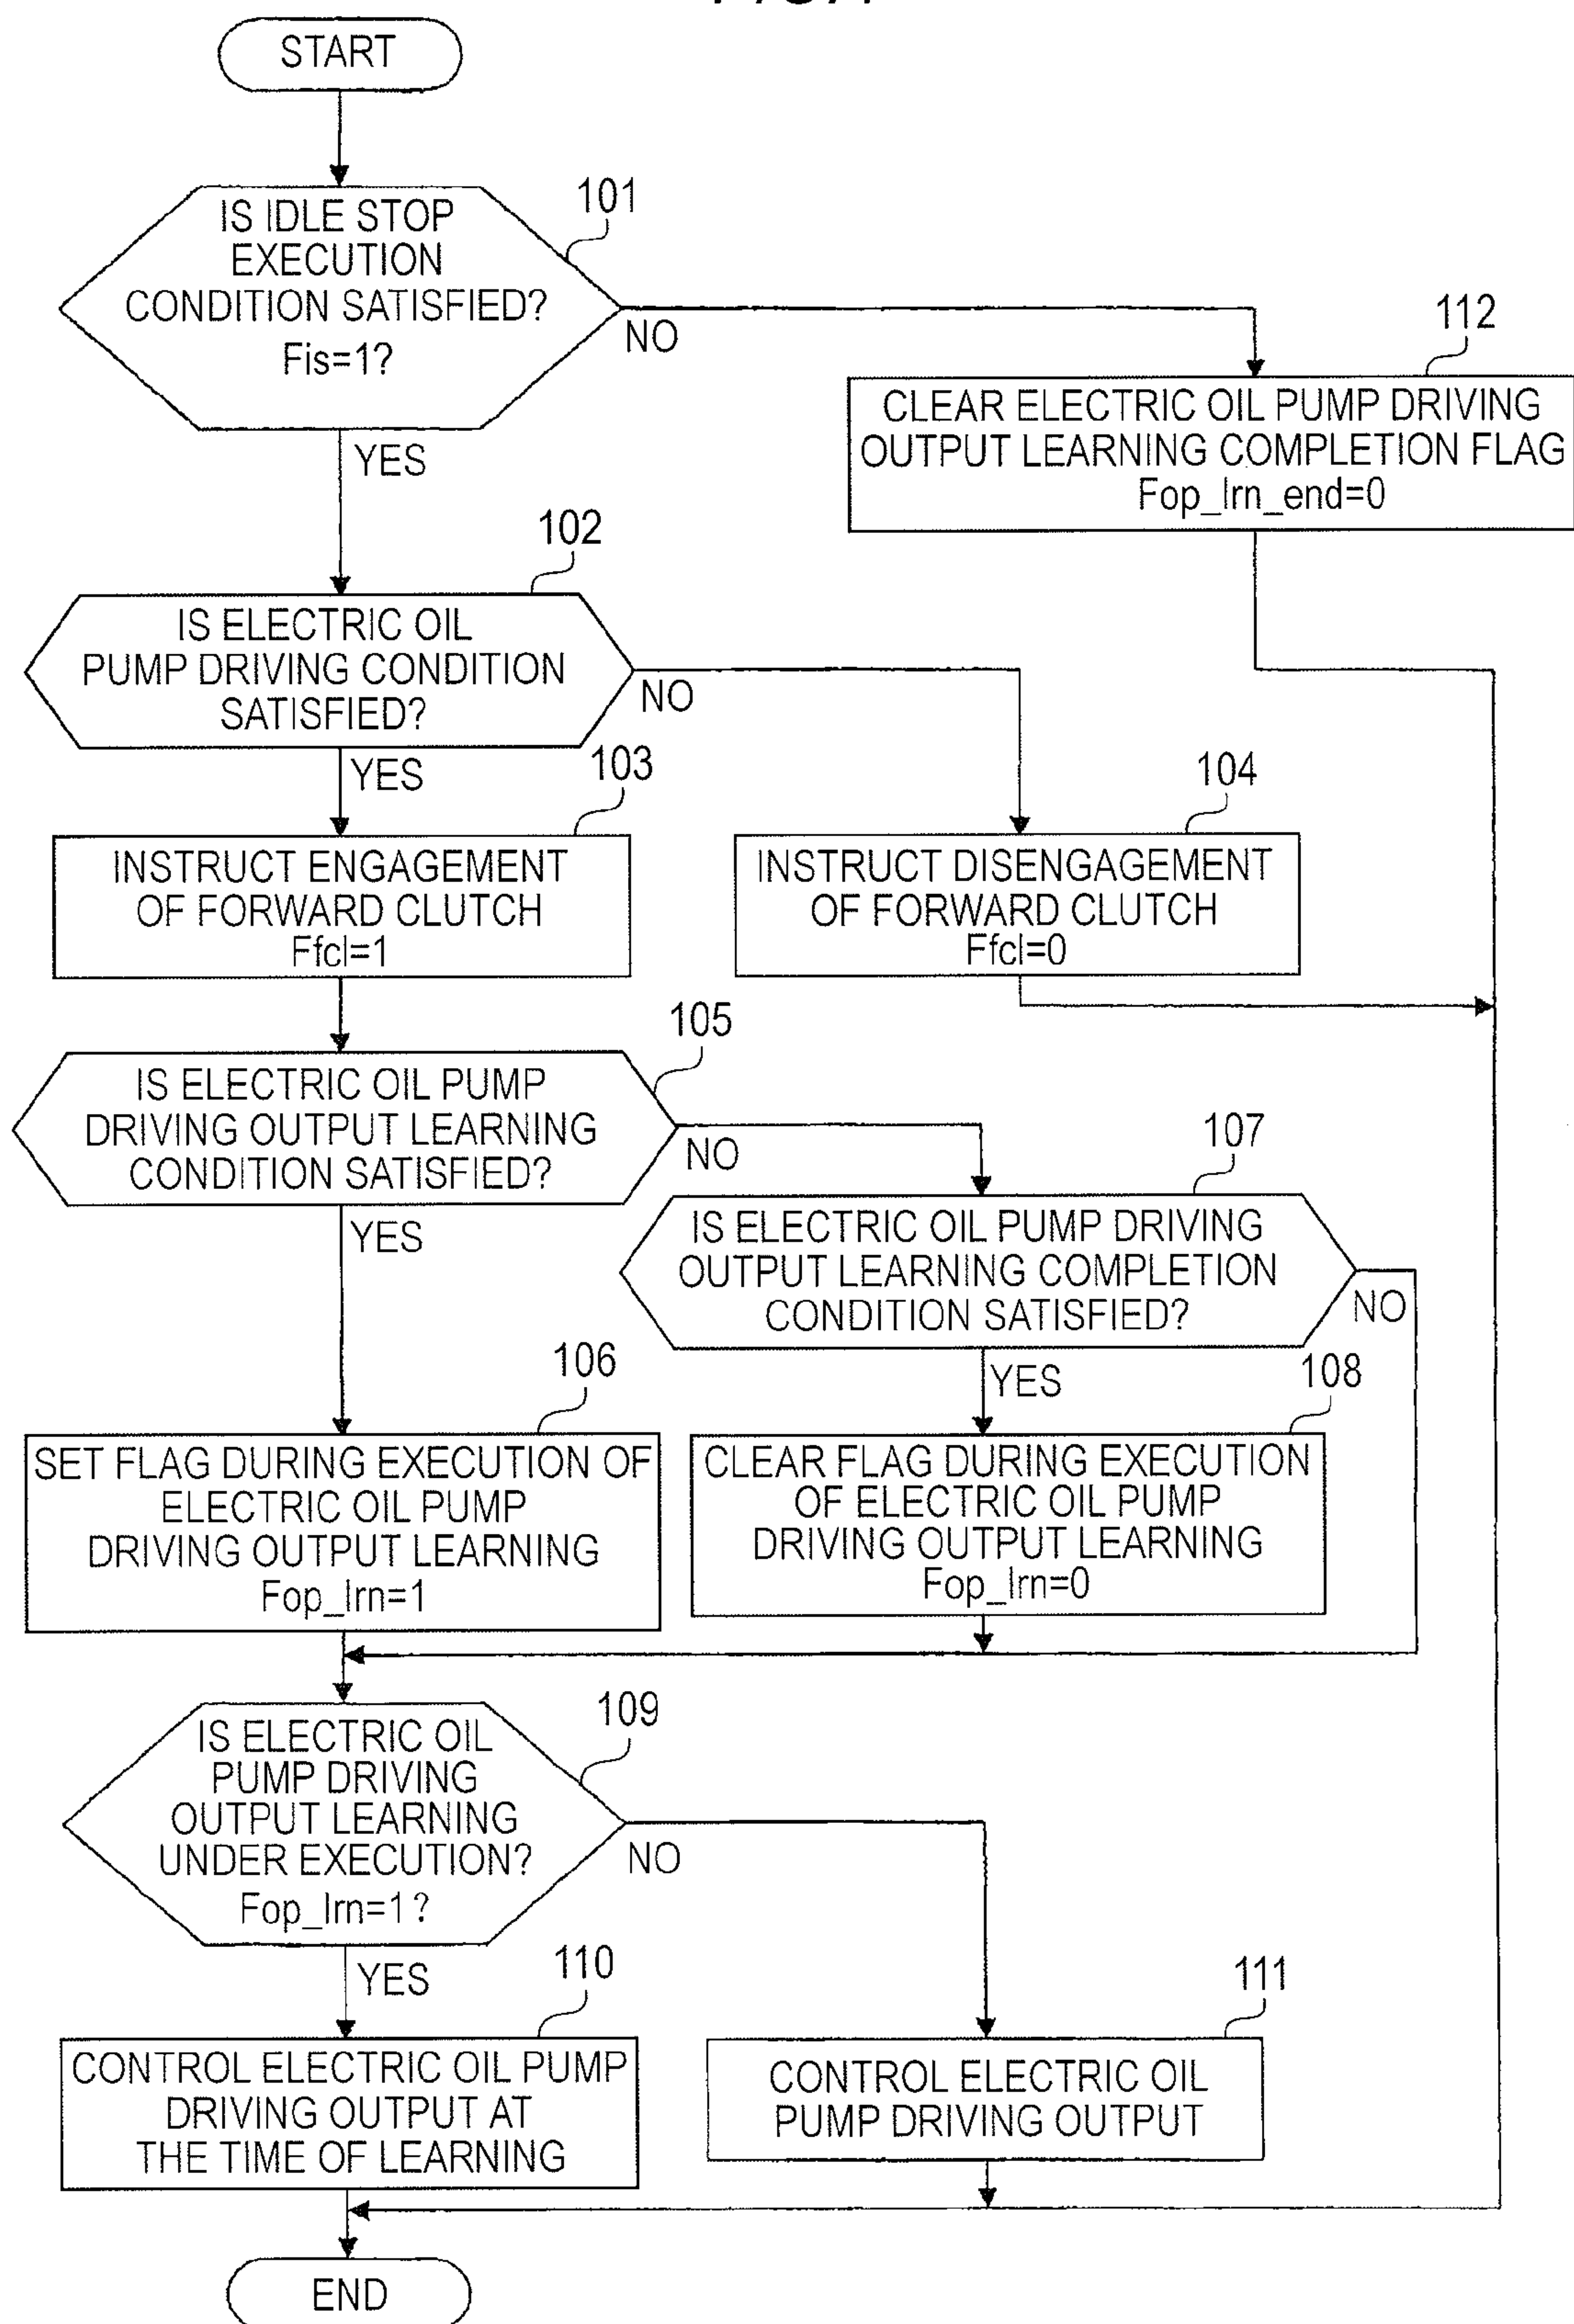 START
IS IDLE STOP
EXECUTION
CONDITION SATISFIED?
Fis=1?
101
NO
YES
112
CLEAR ELECTRIC OIL PUMP DRIVING
OUTPUT LEARNING COMPLETION FLAG
Fop_lrn_end=0
102
IS ELECTRIC OIL
PUMP DRIVING CONDITION
SATISFIED?
NO
YES
103
INSTRUCT ENGAGEMENT
OF FORWARD CLUTCH
Ffcl=1
104
INSTRUCT DISENGAGEMENT
OF FORWARD CLUTCH
Ffcl=0
105
IS ELECTRIC OIL PUMP
DRIVING OUTPUT LEARNING
CONDITION SATISFIED?
NO
YES
107
IS ELECTRIC OIL PUMP DRIVING
OUTPUT LEARNING COMPLETION
CONDITION SATISFIED?
NO
YES
106
SET FLAG DURING EXECUTION OF
ELECTRIC OIL PUMP
DRIVING OUTPUT LEARNING
Fop_lrn=1
108
CLEAR FLAG DURING EXECUTION
OF ELECTRIC OIL PUMP
DRIVING OUTPUT LEARNING
Fop_lrn=0
109
IS ELECTRIC OIL
PUMP DRIVING
OUTPUT LEARNING
UNDER EXECUTION?
Fop_lrn=1?
NO
YES
110
CONTROL ELECTRIC OIL PUMP
DRIVING OUTPUT AT
THE TIME OF LEARNING
111
CONTROL ELECTRIC OIL
PUMP DRIVING OUTPUT
END